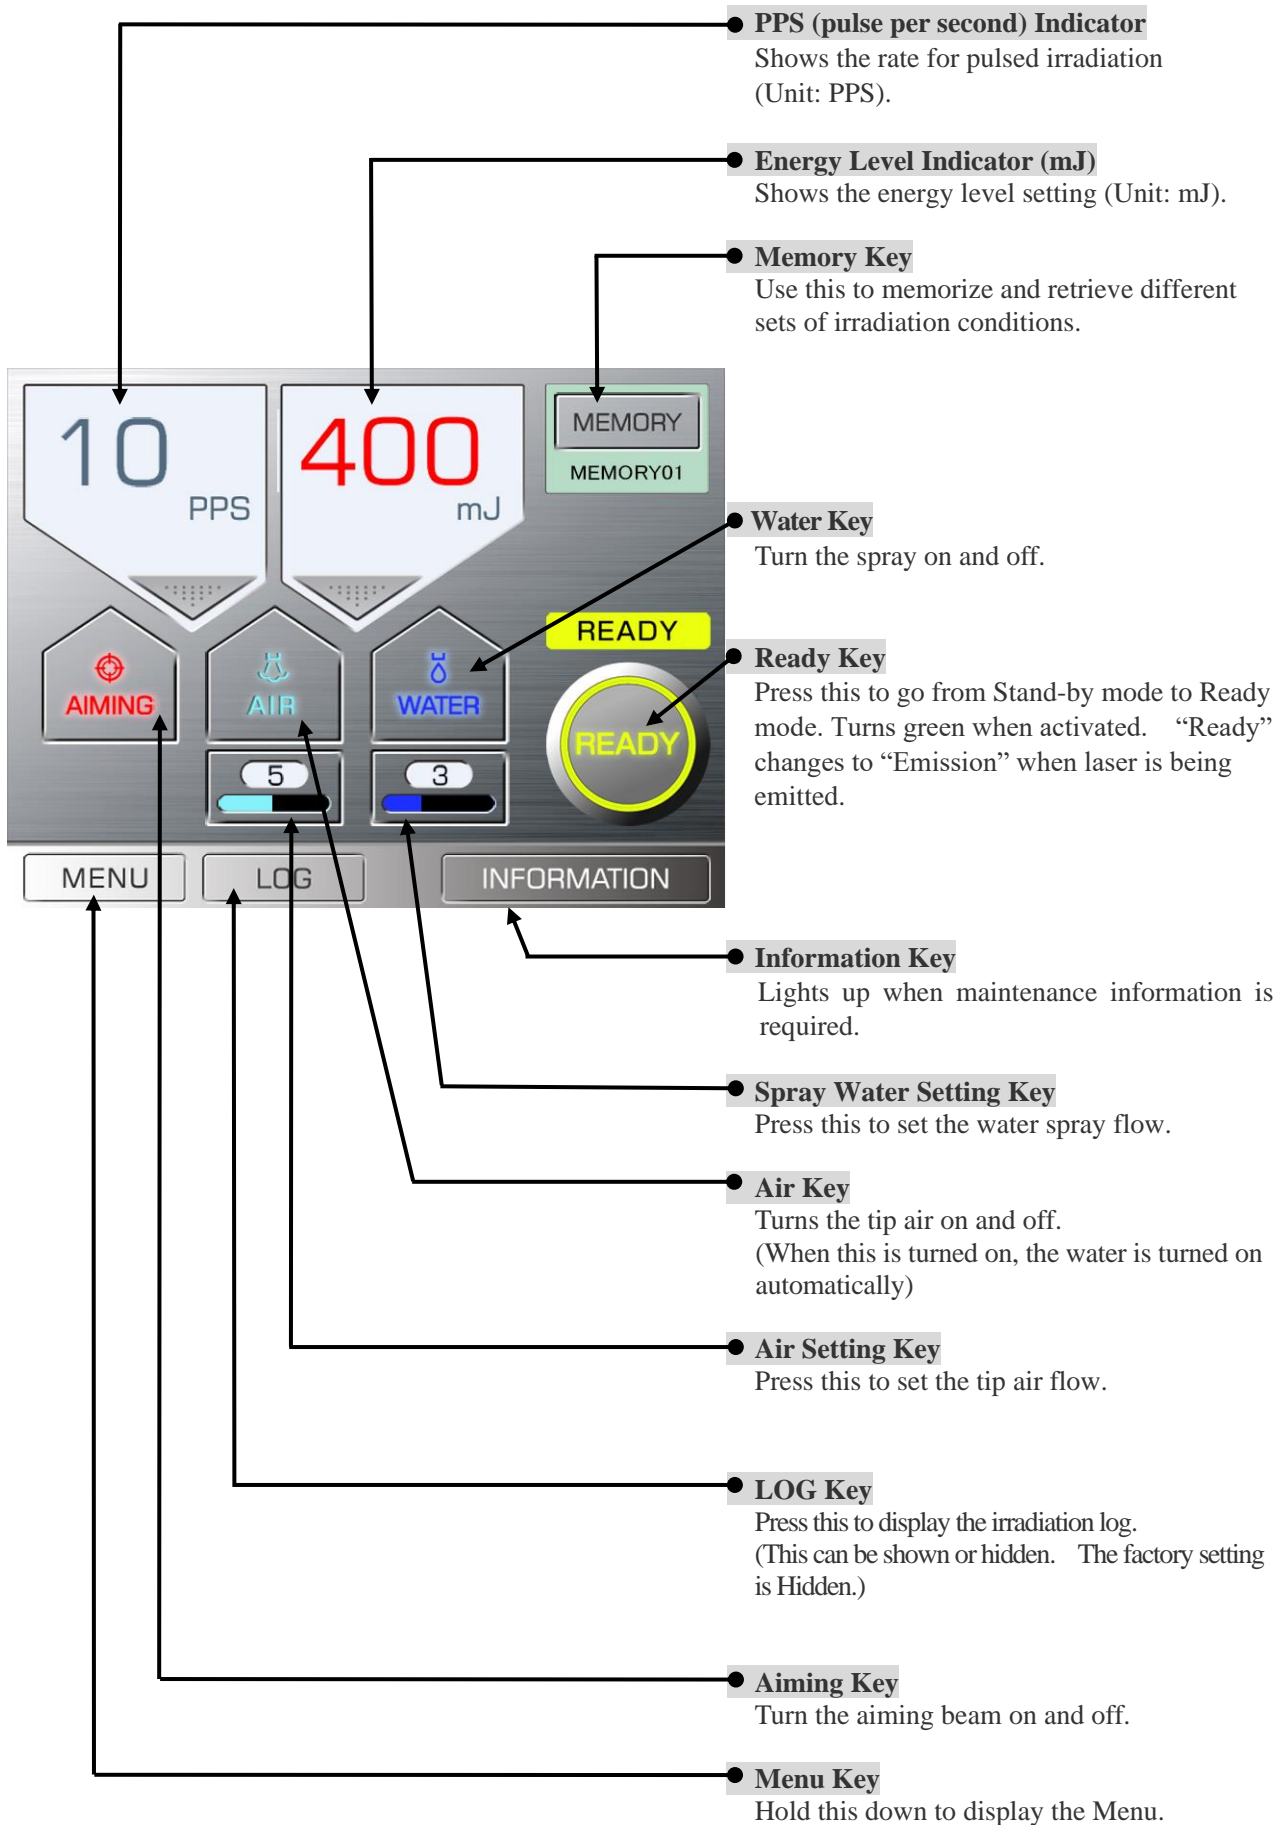 PPS (pulse per second) Indicator
Shows the rate for pulsed irradiation
(Unit: PPS).
Energy Level Indicator (mJ)
Shows the energy level setting (Unit: mJ).
Memory Key
Use this to memorize and retrieve different
sets of irradiation conditions.
10
PPS
400
mJ
MEMORY
MEMORY01
Water Key
Turn the spray on and off.
READY
AIMING
AIR
WATER
READY
5
3
Ready Key
Press this to go from Stand-by mode to Ready
mode. Turns green when activated. “Ready”
changes to “Emission” when laser is being
emitted.
MENU
LOG
INFORMATION
Information Key
Lights up when maintenance information is
required.
Spray Water Setting Key
Press this to set the water spray flow.
Air Key
Turns the tip air on and off.
(When this is turned on, the water is turned on
automatically)
Air Setting Key
Press this to set the tip air flow.
LOG Key
Press this to display the irradiation log.
(This can be shown or hidden. The factory setting
is Hidden.)
Aiming Key
Turn the aiming beam on and off.
Menu Key
Hold this down to display the Menu.